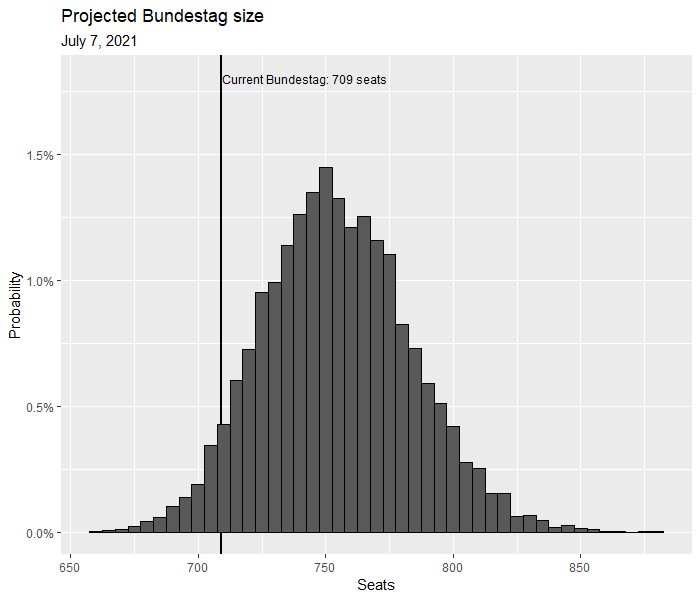 Projected Bundestag size
July 7, 2021
Current Bundestag: 709 seats
1.5%
1.0%
0.5%
0.0%
Probability
650 700 750 800 850
Seats